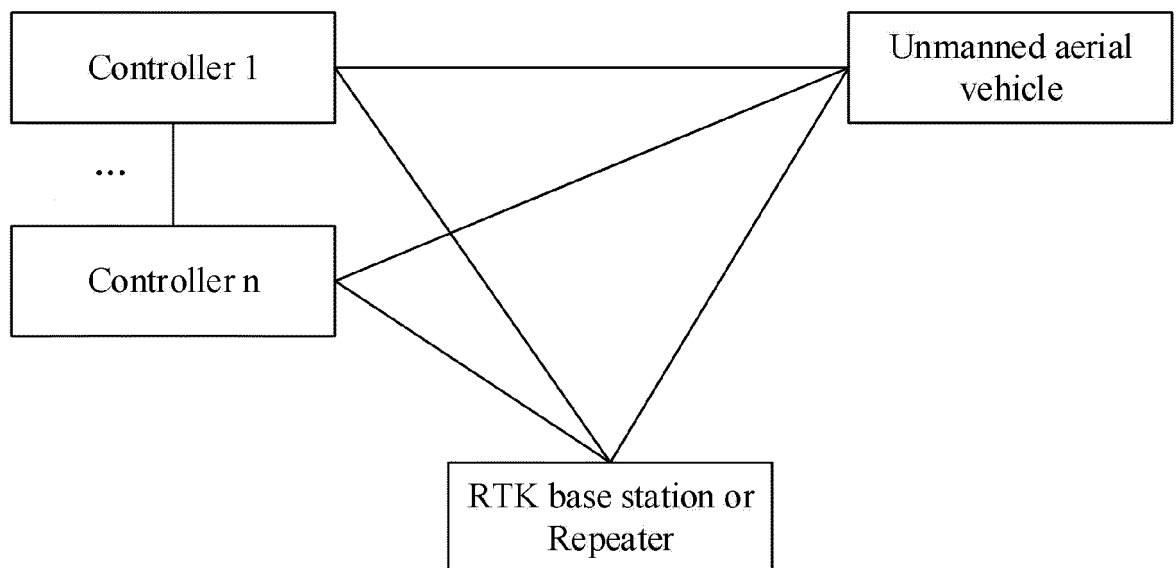 Controller 1
Unmanned aerial
vehicle
...
Controller n
RTK base station or
Repeater